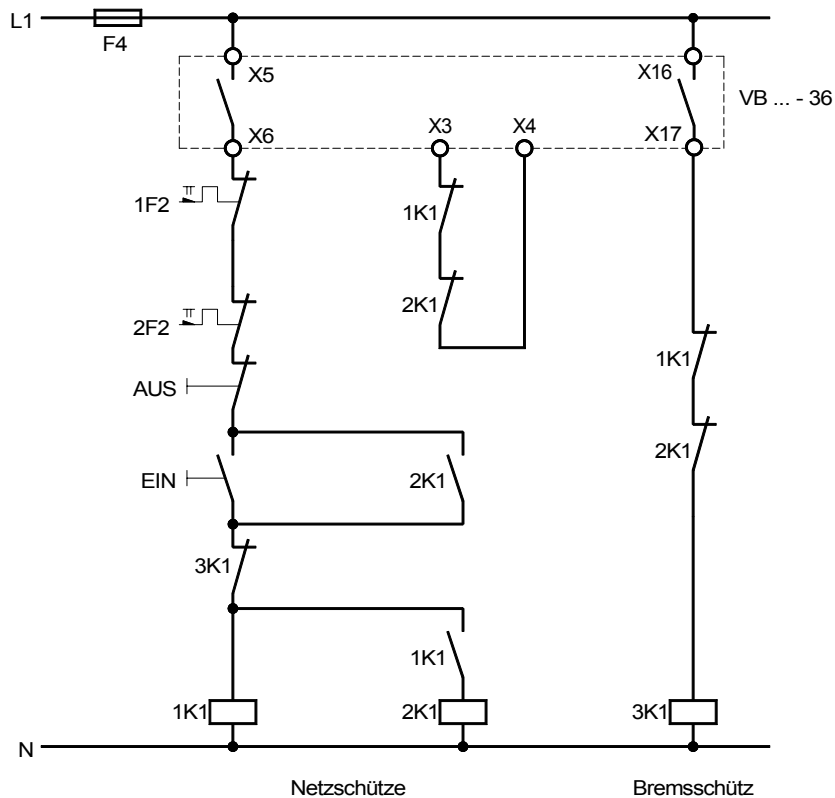 L1
F4
X5
X16
VB ... - 36
X6
X3
X4
X17
1F2
1K1
2F2
2K1
1K1
AUS
2K1
EIN
2K1
3K1
1K1
1K1
2K1
3K1
N
Netzschütze
Bremsschütz